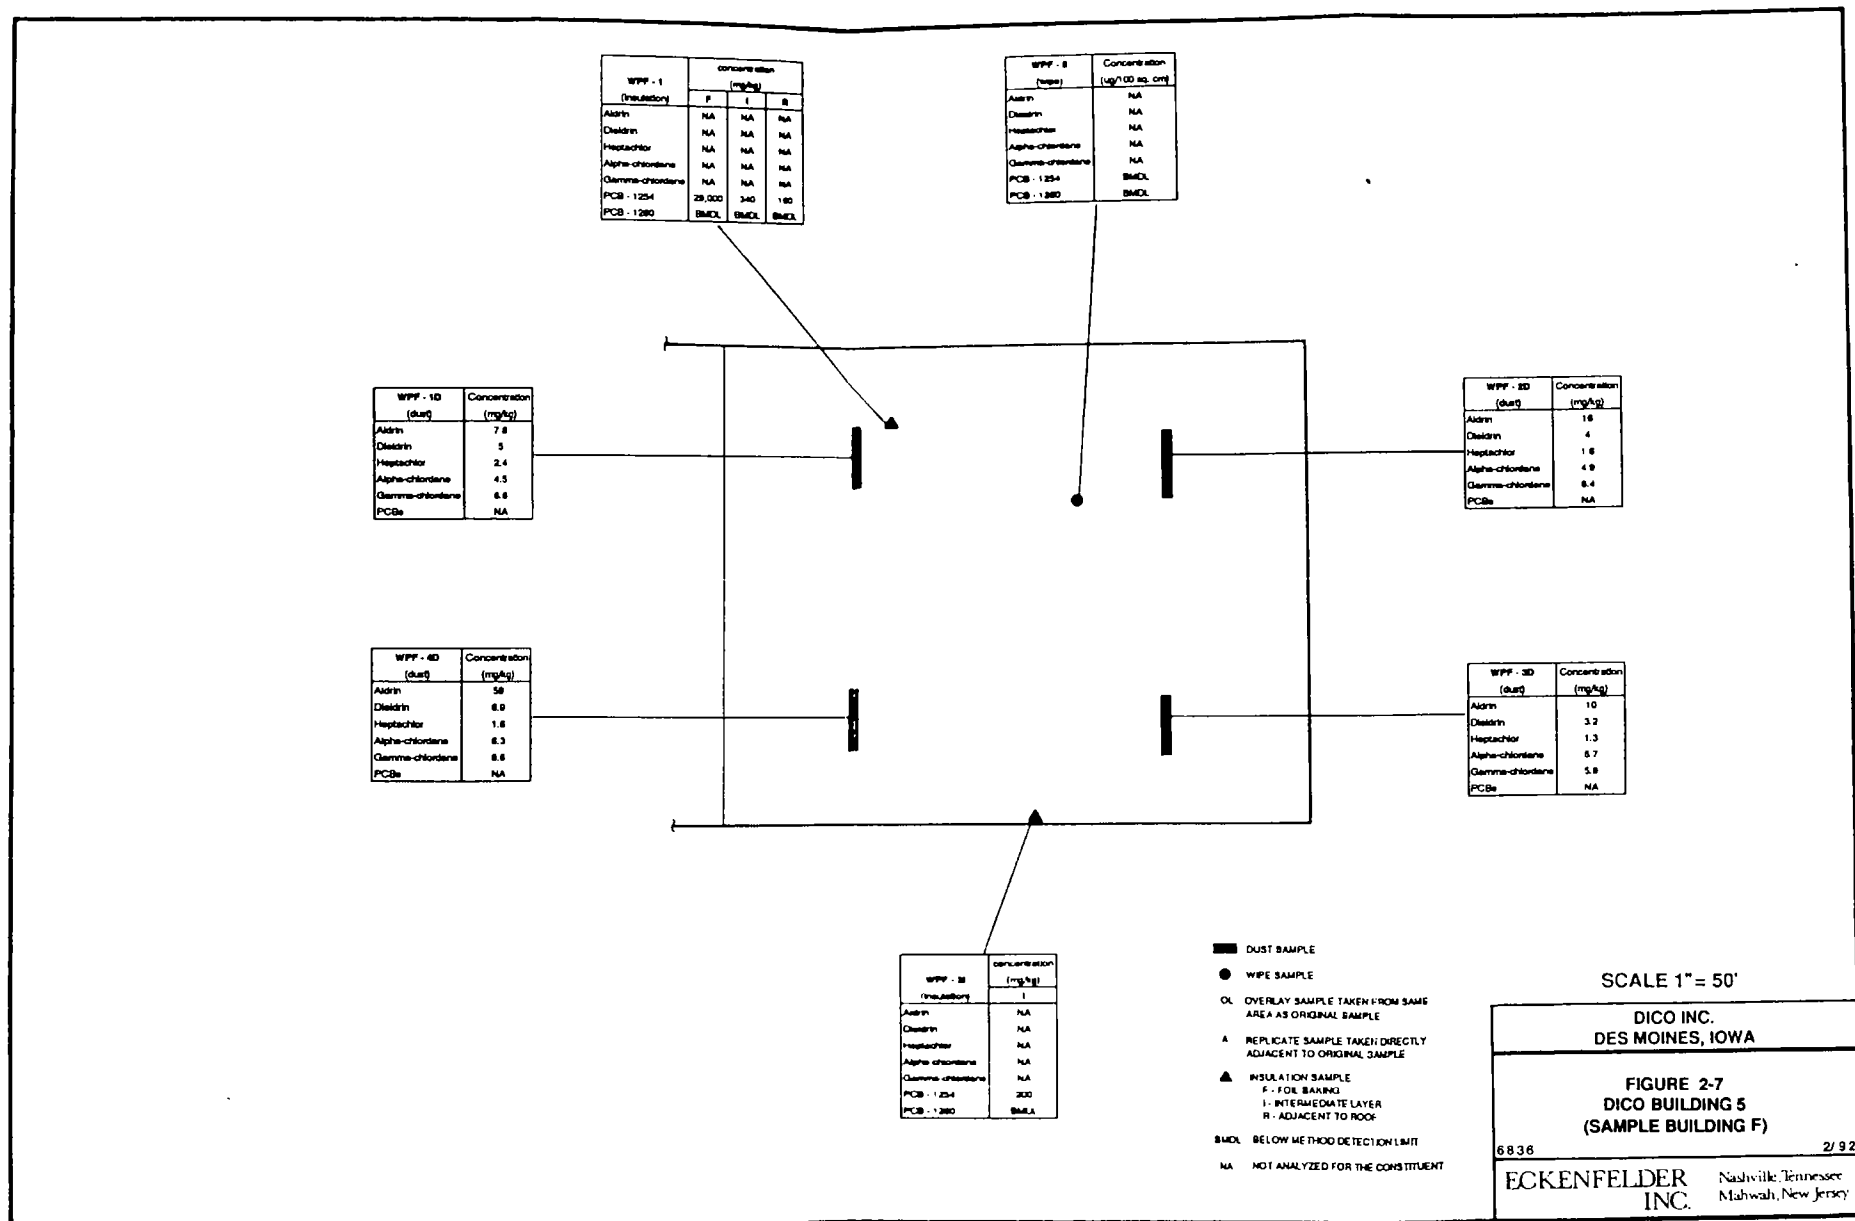 WPF - 1 concentration
(mg/kg)
(insulation) F I R
Aldrin NA NA NA
Dieldrin NA NA NA
Heptachlor NA NA NA
Alpha-chlordane NA NA NA
Gamma-chlordane NA NA NA
PCB - 1254 29,000 340 160
PCB - 1260 BMDL BMDL BMDL
WPF - Concentration
(wipe) (ug/100 sq. cm)
Aldrin NA
Dieldrin NA
Heptachlor NA
Alpha-chlordane NA
Gamma-chlordane NA
PCB - 1254 BMDL
PCB - 1260 BMDL
WPF - 1D Concentration
(dust) (mg/kg)
Aldrin
Dieldrin 5
Heptachlor 2.4
Alpha-chlordane 4.5
Gamma-chlordane
PCBs NA
WPF - 2D Concentration
(dust) (mg/kg)
Aldrin
Dieldrin 4
Heptachlor
Alpha-chlordane 4.9
Gamma-chlordane
PCBs NA
WPF - 4D Concentration
(dust) (mg/kg)
Aldrin
Dieldrin
Heptachlor
Alpha-chlordane
Gamma-chlordane
PCBs NA
WPF - 3D Concentration
(dust) (mg/kg)
Aldrin 10
Dieldrin 3.2
Heptachlor 1.3
Alpha-chlordane
Gamma-chlordane
PCBs NA
WPF - concentration
(mg/kg)
(insulation) I
Aldrin NA
Dieldrin NA
Heptachlor NA
Alpha-chlordane NA
Gamma-chlordane NA
PCB - 1254
PCB - 1260 BMDL
DUST SAMPLE
WIPE SAMPLE
OL OVERLAY SAMPLE TAKEN FROM SAME
AREA AS ORIGINAL SAMPLE
A REPLICATE SAMPLE TAKEN DIRECTLY
ADJACENT TO ORIGINAL SAMPLE
INSULATION SAMPLE
F - FOIL BAKING
I - INTERMEDIATE LAYER
R - ADJACENT TO ROOF
BMDL BELOW METHOD DETECTION LIMIT
NA NOT ANALYZED FOR THE CONSTITUENT
SCALE 1" = 50'
DICO INC.
DES MOINES, IOWA
FIGURE 2-7
DICO BUILDING 5
(SAMPLE BUILDING F)
6836 2/92
ECKENFELDER
INC.
Nashville, Tennessee
Mahwah, New Jersey